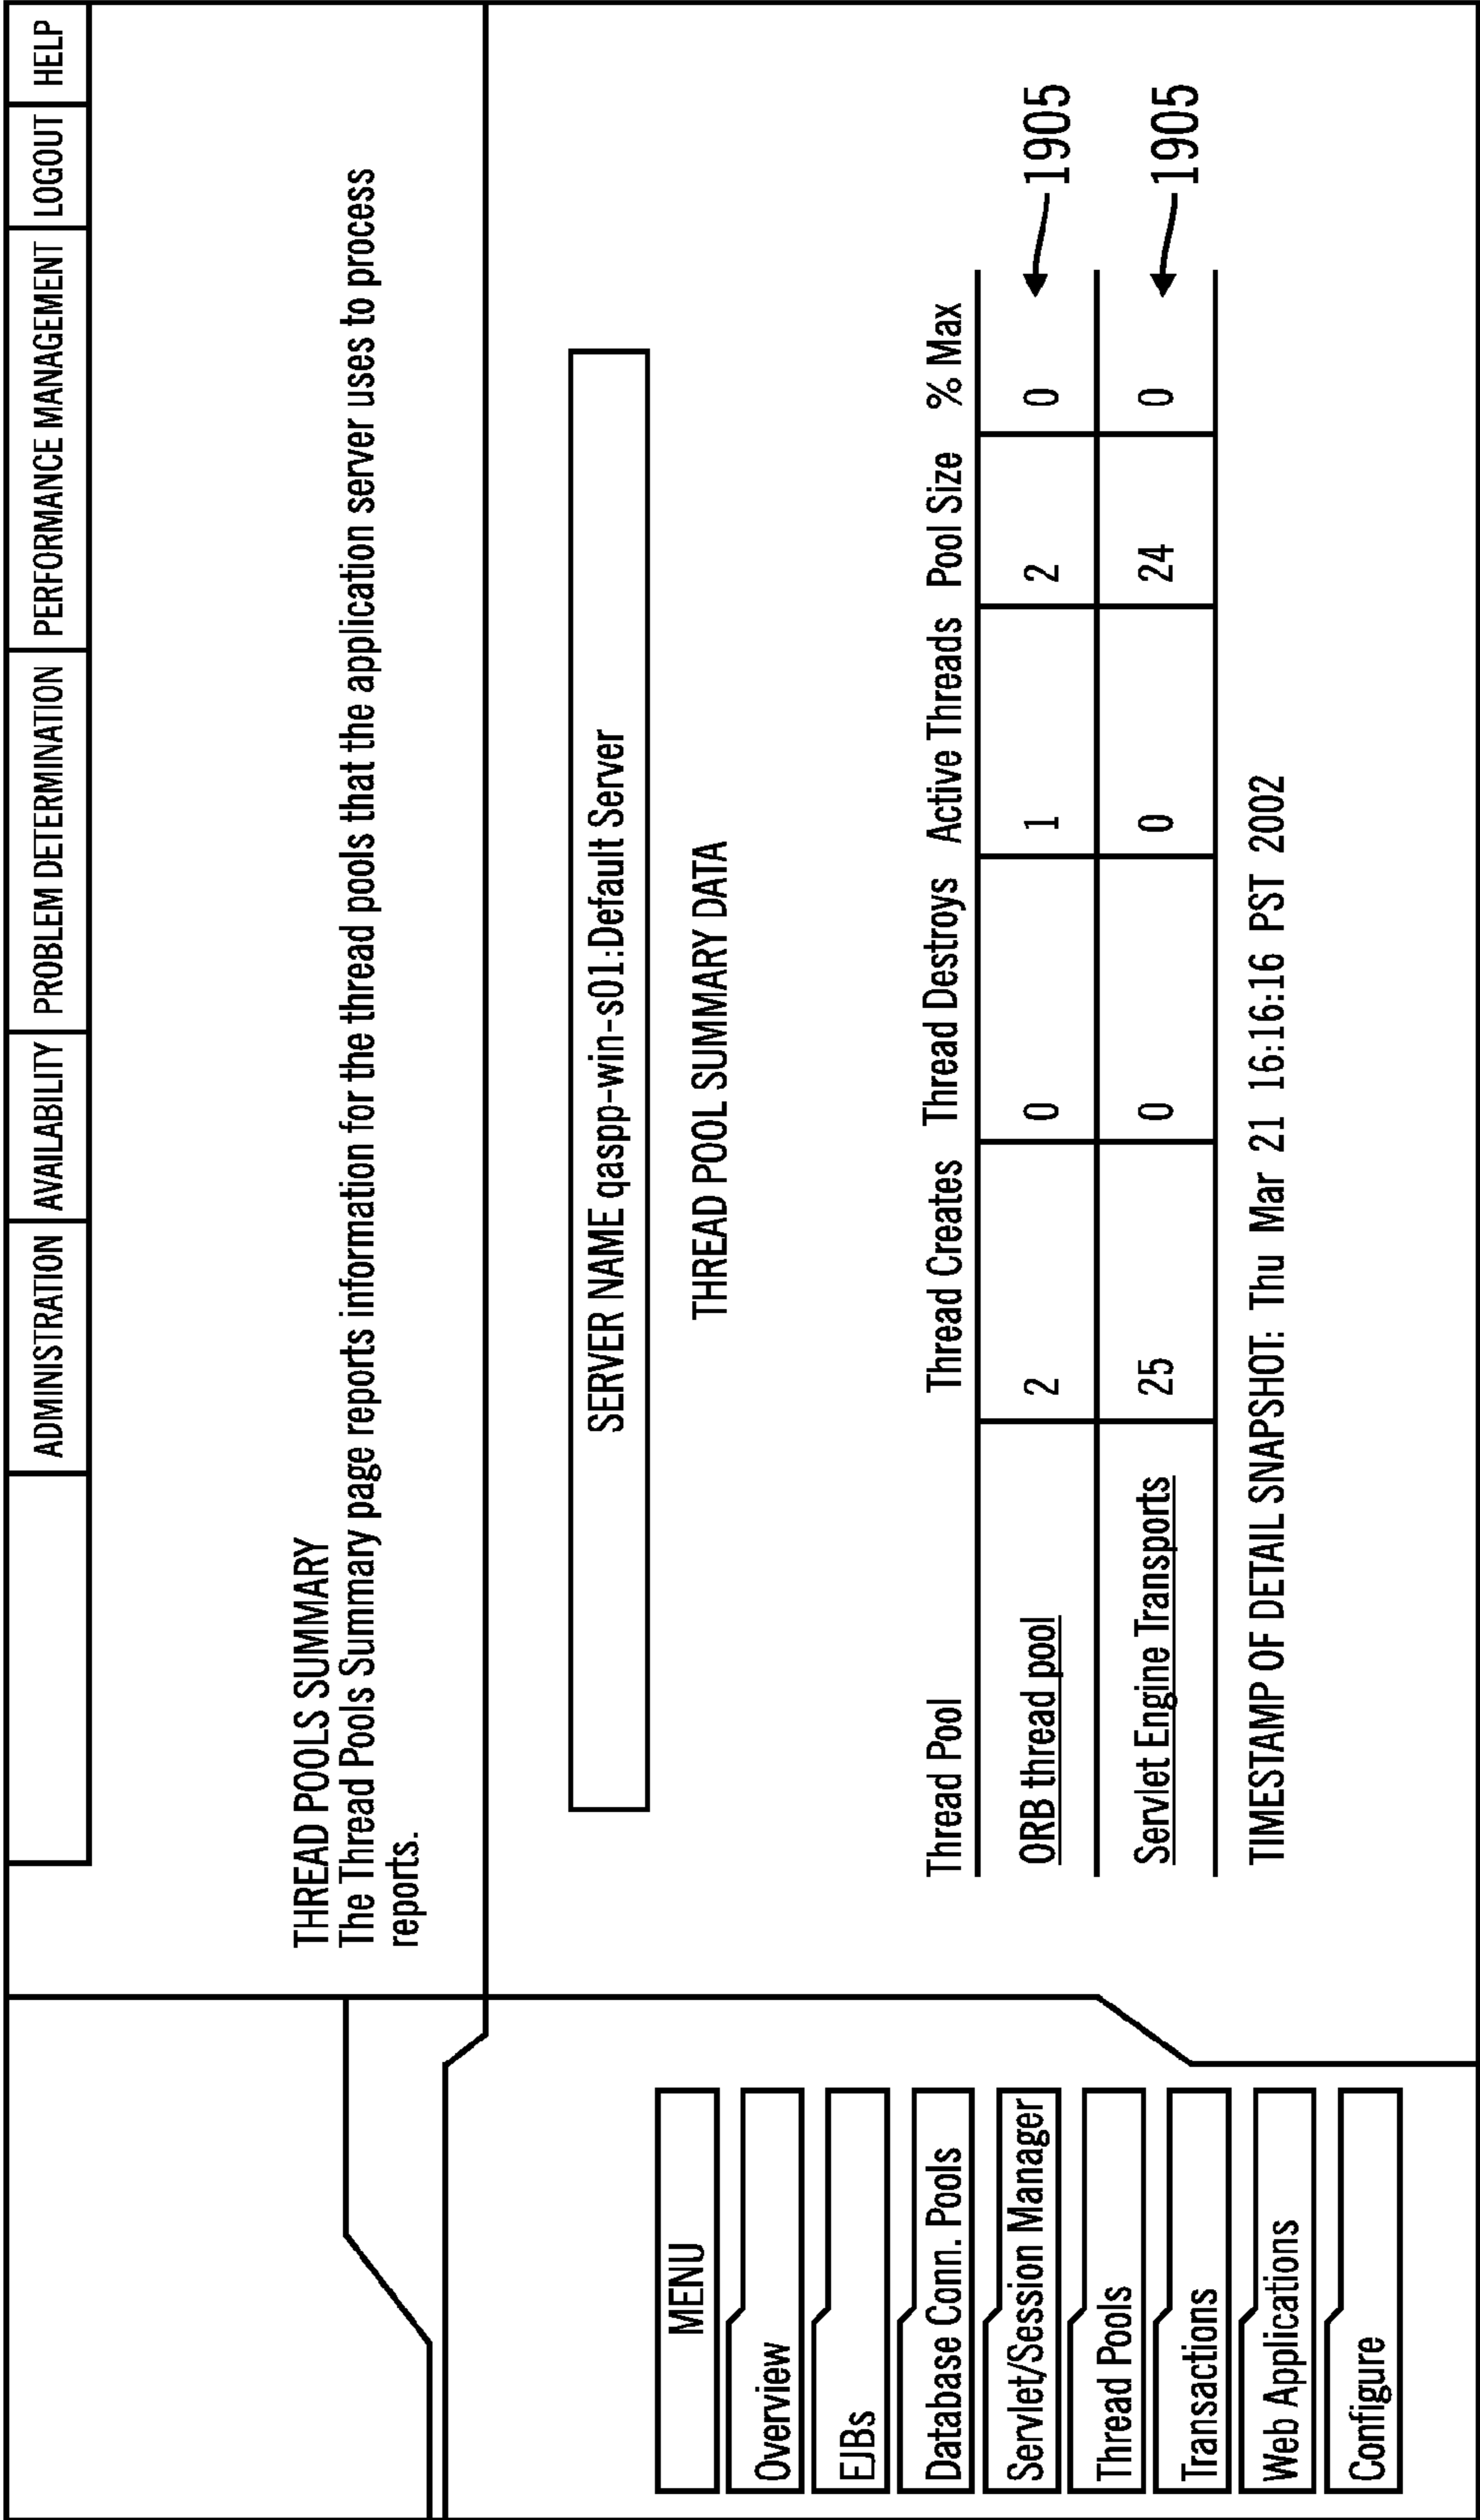 ADMINISTRATION AVAILABILITY PROBLEM DETERMINATION PERFORMANCE MANAGEMENT LOGOUT HELP
THREAD POOLS SUMMARY
The Thread Pools Summary page reports information for the thread pools that the application server uses to process
reports.
MENU
Overview
EJBs
Database Conn. Pools
Servlet/Session Manager
Thread Pools
Transactions
Web Applications
Configure
SERVER NAME qaspp-win-s01:Default Server
THREAD POOL SUMMARY DATA
Thread Pool Thread Creates Thread Destroys Active Threads Pool Size % Max
ORB thread pool 2 0 1 2 0 1905
Servlet Engine Transports 25 0 0 24 0 1905
TIMESTAMP OF DETAIL SNAPSHOT: Thu Mar 21 16:16:16 PST 2002